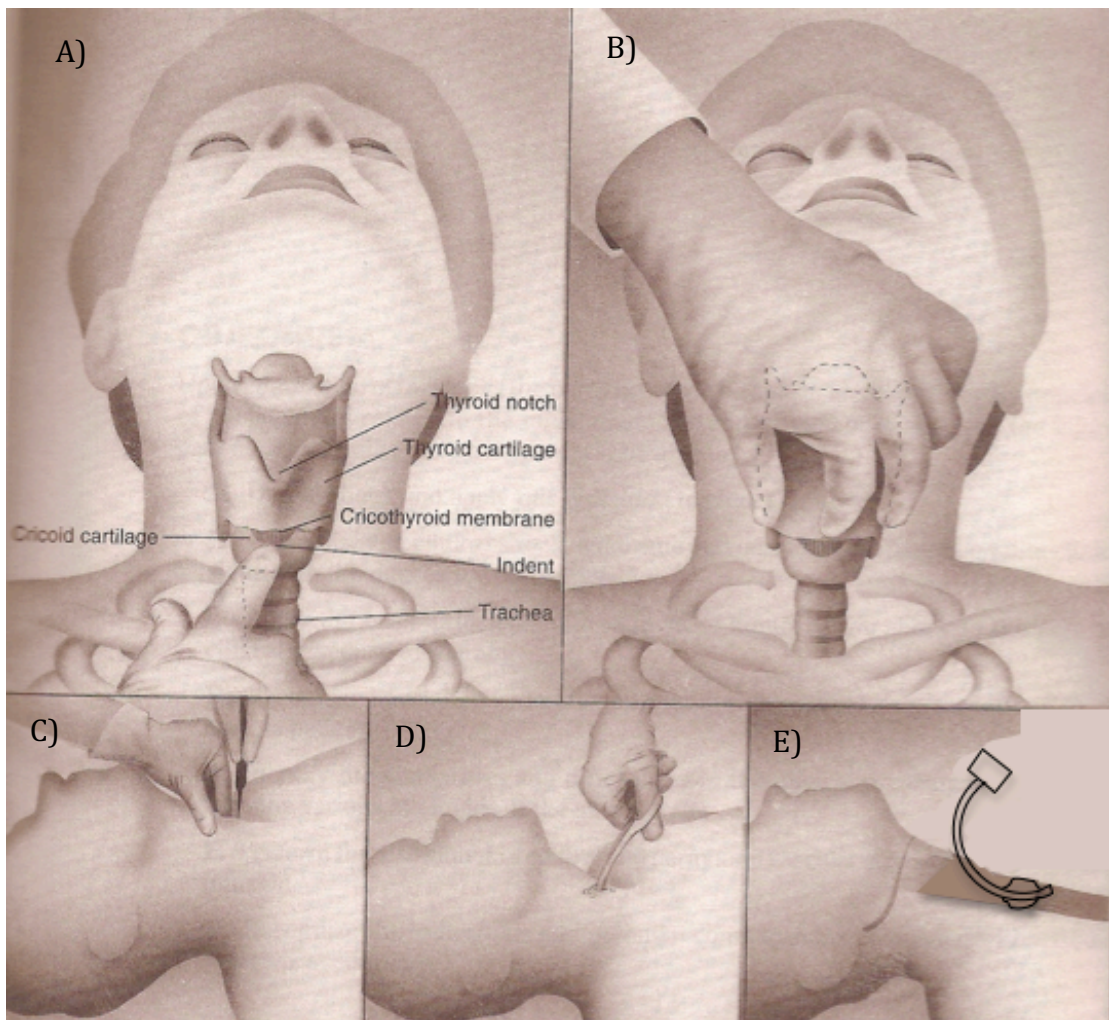 A)
B)
Thyroid notch
Thyroid cartilage
Cricothyroid membrane
Cricoid cartilage
Indent
Trachea
C)
D)
E)